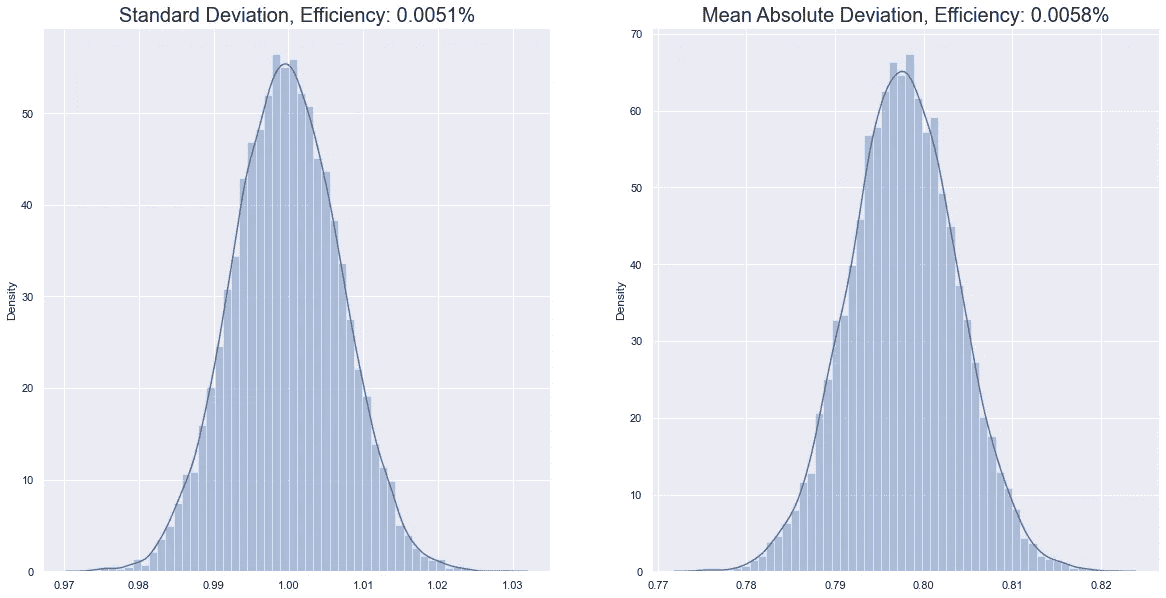 Standard Deviation, Efficiency: 0.0051%
Density
50
40
30
20
10
0
0.97 0.98 0.99 1.00 1.01 1.02 1.03
Mean Absolute Deviation, Efficiency: 0.0058%
Density
70
60
50
40
30
20
10
0
0.77 0.78 0.79 0.80 0.81 0.82